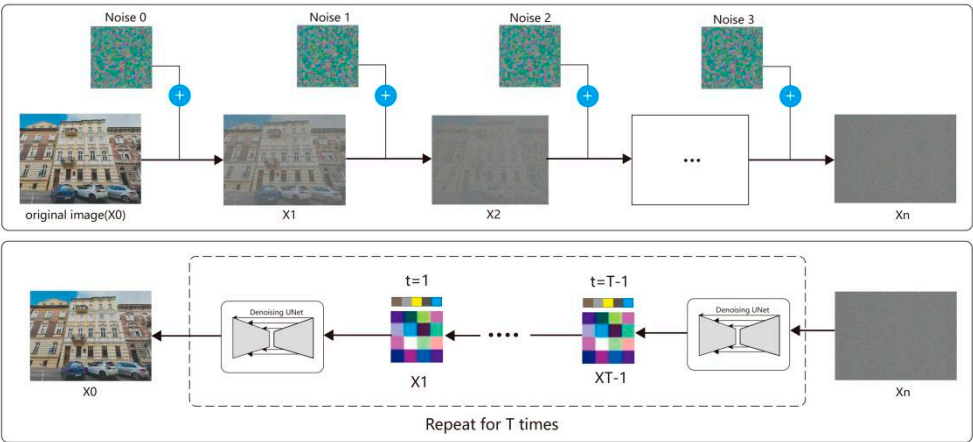 Noise 0
Noise 1
Noise 2
Noise 3
+
+
+
+
...
original image(X0)
X1
X2
Xn
t=1
t=T-1
Denoising UNet
Denoising UNet
....
X0
X1
XT-1
Xn
Repeat for T times